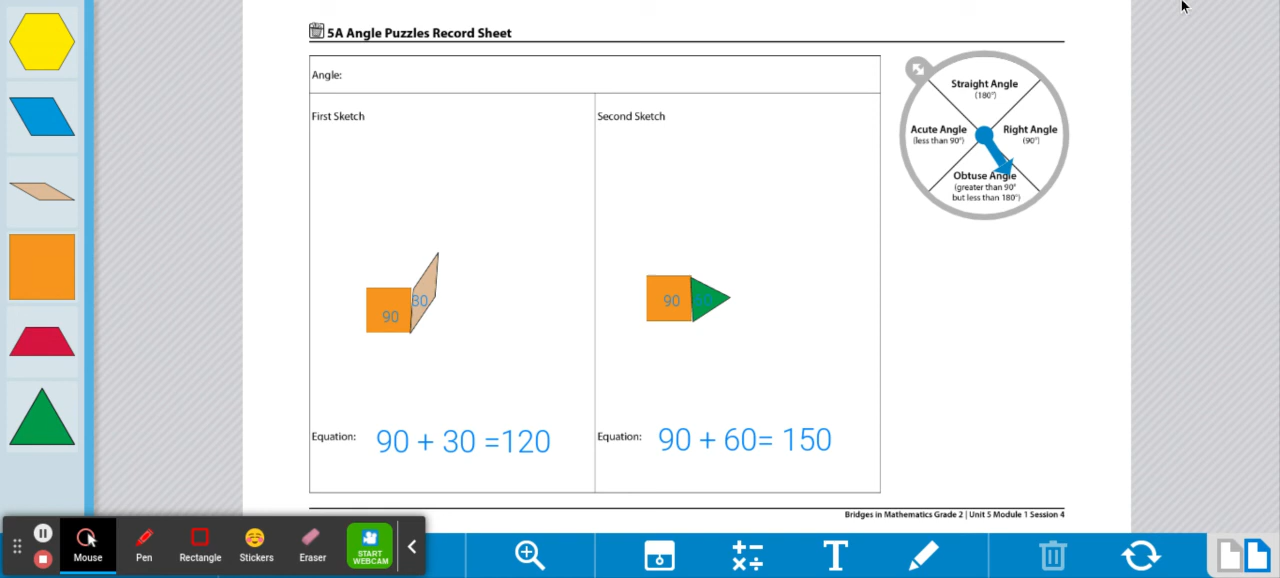 5A Angle Puzzles Record Sheet
Angle:
First Sketch
Second Sketch
Straight Angle
(180°)
Acute Angle
(less than 90°)
Right Angle
(90°)
Obtuse Angle
(greater than 90°
but less than 180°)
90
30
90
Equation: 90 + 30 =120
Equation: 90 + 60= 150
Bridges in Mathematics Grade 2 | Unit 5 Module 1 Session 4
Mouse
Pen
Rectangle
Stickers
Eraser
START
WEBCAM
T